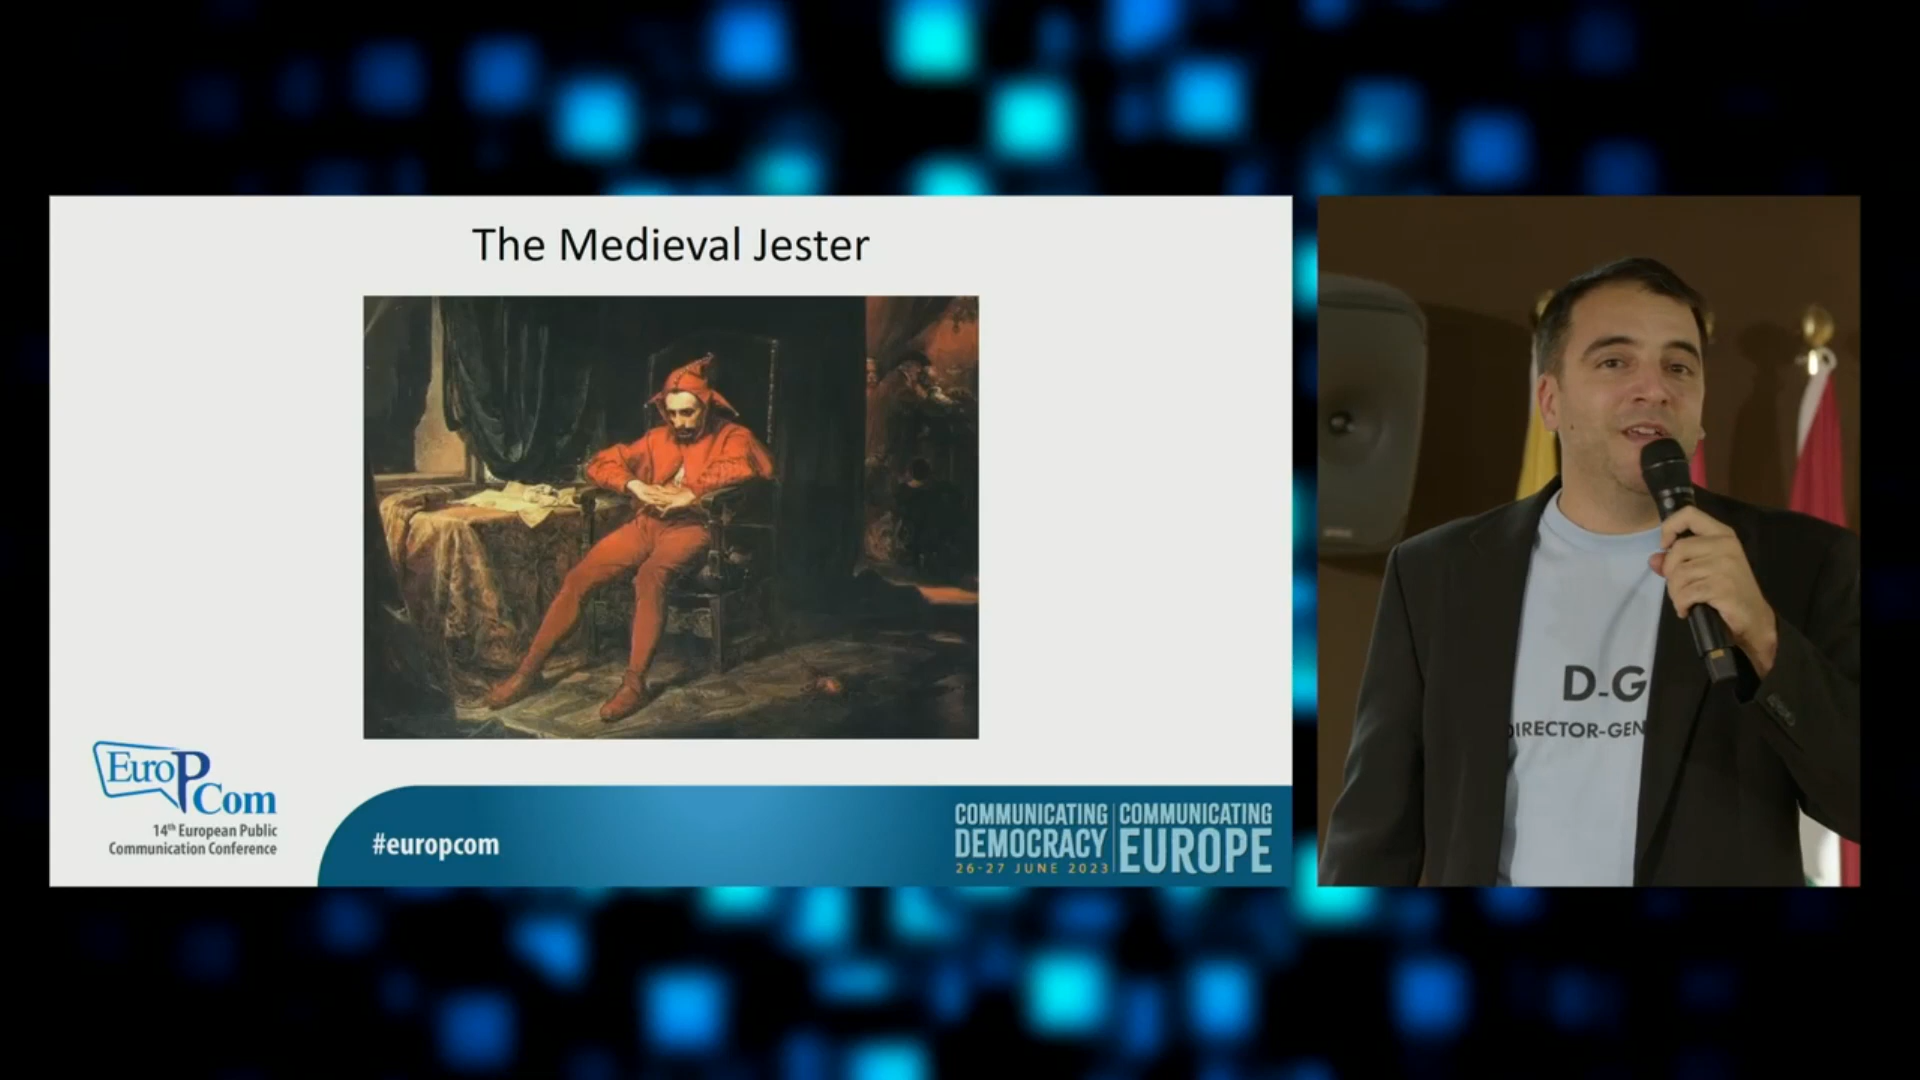 The Medieval Jester
EuroPCom
14th European Public
Communication Conference
#europcom
COMMUNICATING
DEMOCRACY
26-27 JUNE 2023
COMMUNICATING
EUROPE
D-G
DIRECTOR-GEN